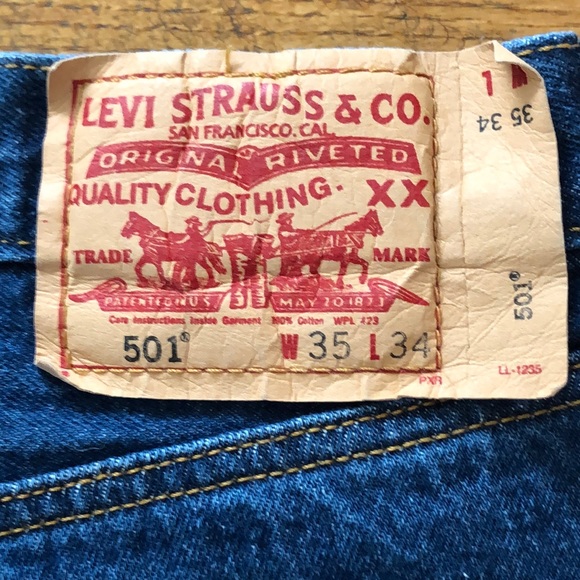 LEVI STRAUSS & CO.
SAN FRANCISCO, CAL.
ORIGINAL RIVETED
QUALITY CLOTHING. XX
TRADE MARK
PATENTED IN U.S. MAY 20 1873
Care Instructions Inside Garment 100% Cotton WPL 423
501® W 35 L 34
PXR
W L
35 34
501®
LL-1235